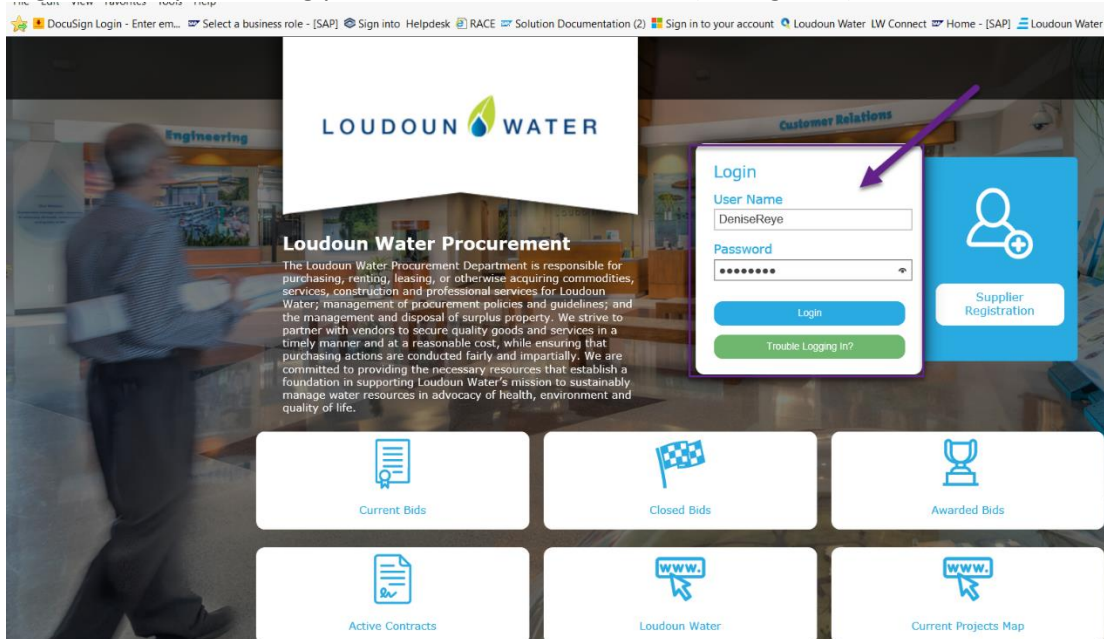 File Edit View Favorites Tools Help
DocuSign Login - Enter em... Select a business role - [SAP] Sign into Helpdesk RACE Solution Documentation (2) Sign in to your account Loudoun Water LW Connect Home - [SAP] Loudoun Water
Engineering
LOUDOUN WATER
Customer Relations
Login
User Name
DeniseReye
Password
••••••••
Login
Trouble Logging In?
Supplier
Registration
Loudoun Water Procurement
The Loudoun Water Procurement Department is responsible for
purchasing, renting, leasing, or otherwise acquiring commodities,
services, construction and professional services for Loudoun
Water; management of procurement policies and guidelines; and
the management and disposal of surplus property. We strive to
partner with vendors to secure quality goods and services in a
timely manner and at a reasonable cost, while ensuring that
purchasing actions are conducted fairly and impartially. We are
committed to providing the necessary resources that establish a
foundation in supporting Loudoun Water's mission to sustainably
manage water resources in advocacy of health, environment and
quality of life.
Current Bids
Closed Bids
Awarded Bids
www.
www.
Active Contracts
Loudoun Water
Current Projects Map